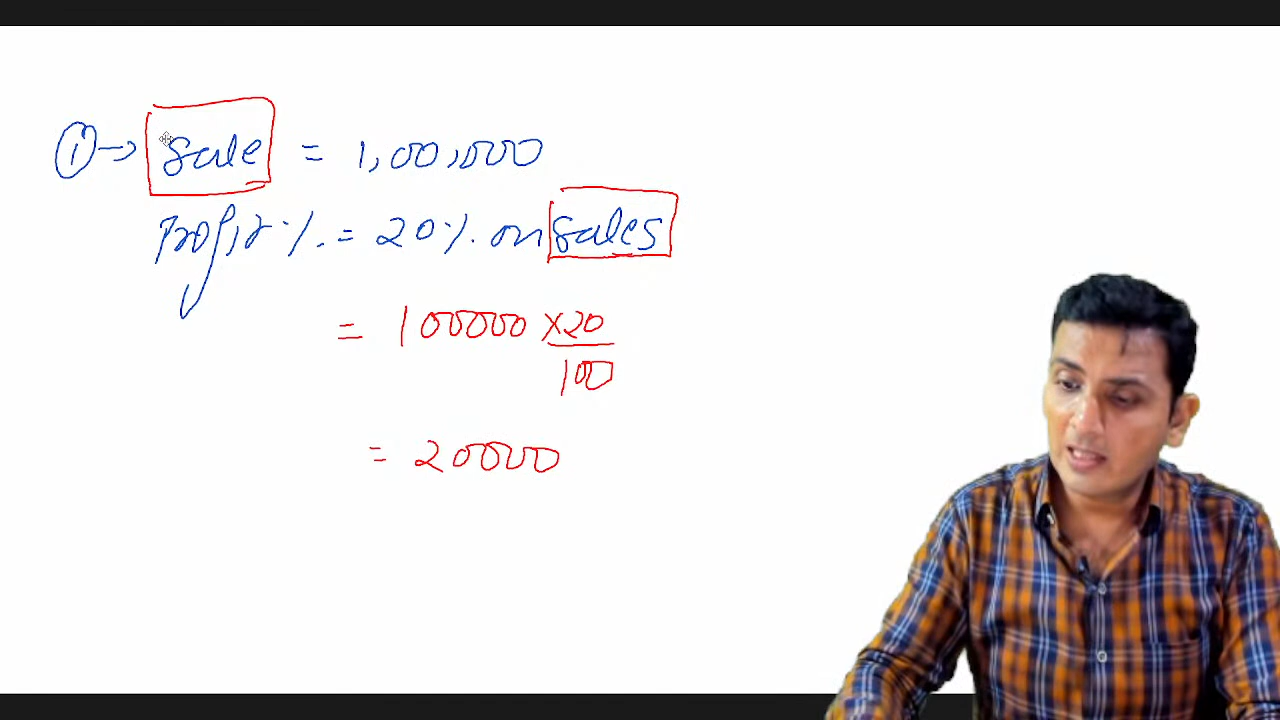 ① → Sale = 1,00,000
Profit % = 20% on Sales
= 100000 × 20/100
= 20000